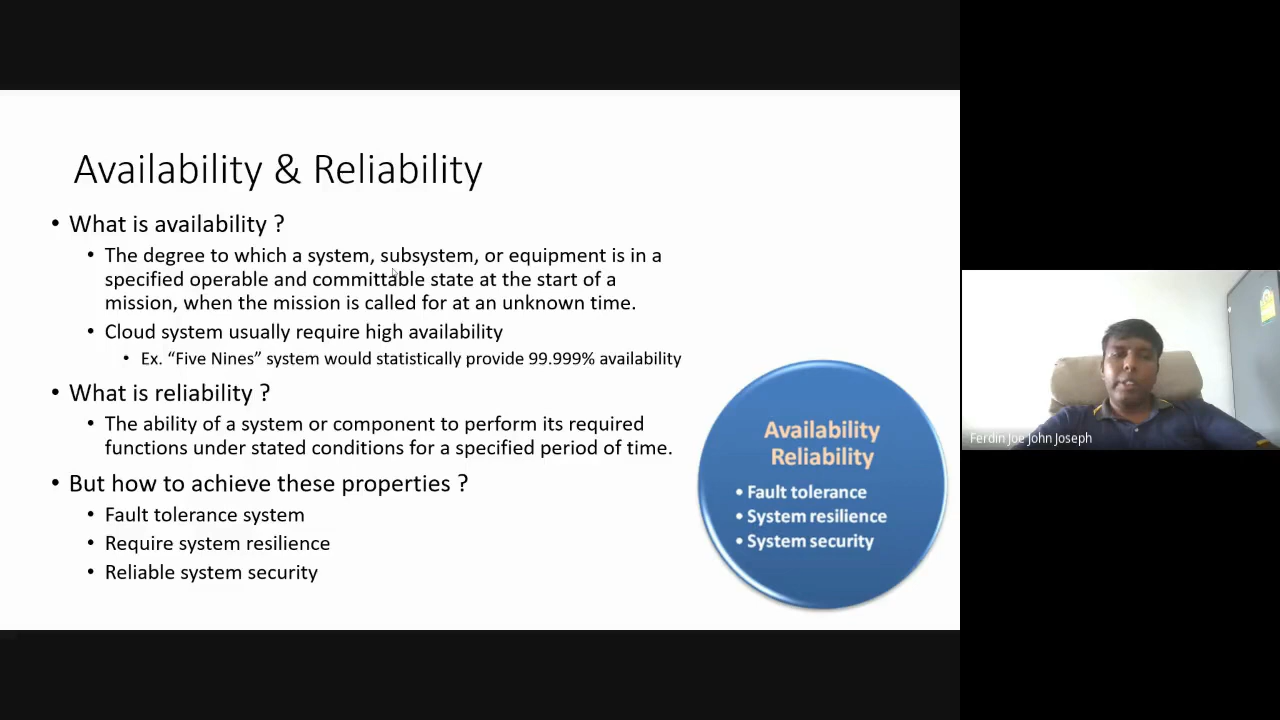 Availability & Reliability
• What is availability ?
• The degree to which a system, subsystem, or equipment is in a
specified operable and committable state at the start of a
mission, when the mission is called for at an unknown time.
• Cloud system usually require high availability
• Ex. “Five Nines” system would statistically provide 99.999% availability
• What is reliability ?
• The ability of a system or component to perform its required
functions under stated conditions for a specified period of time.
• But how to achieve these properties ?
• Fault tolerance system
• Require system resilience
• Reliable system security
Availability
Reliability
• Fault tolerance
• System resilience
• System security
Ferdin Joe John Joseph